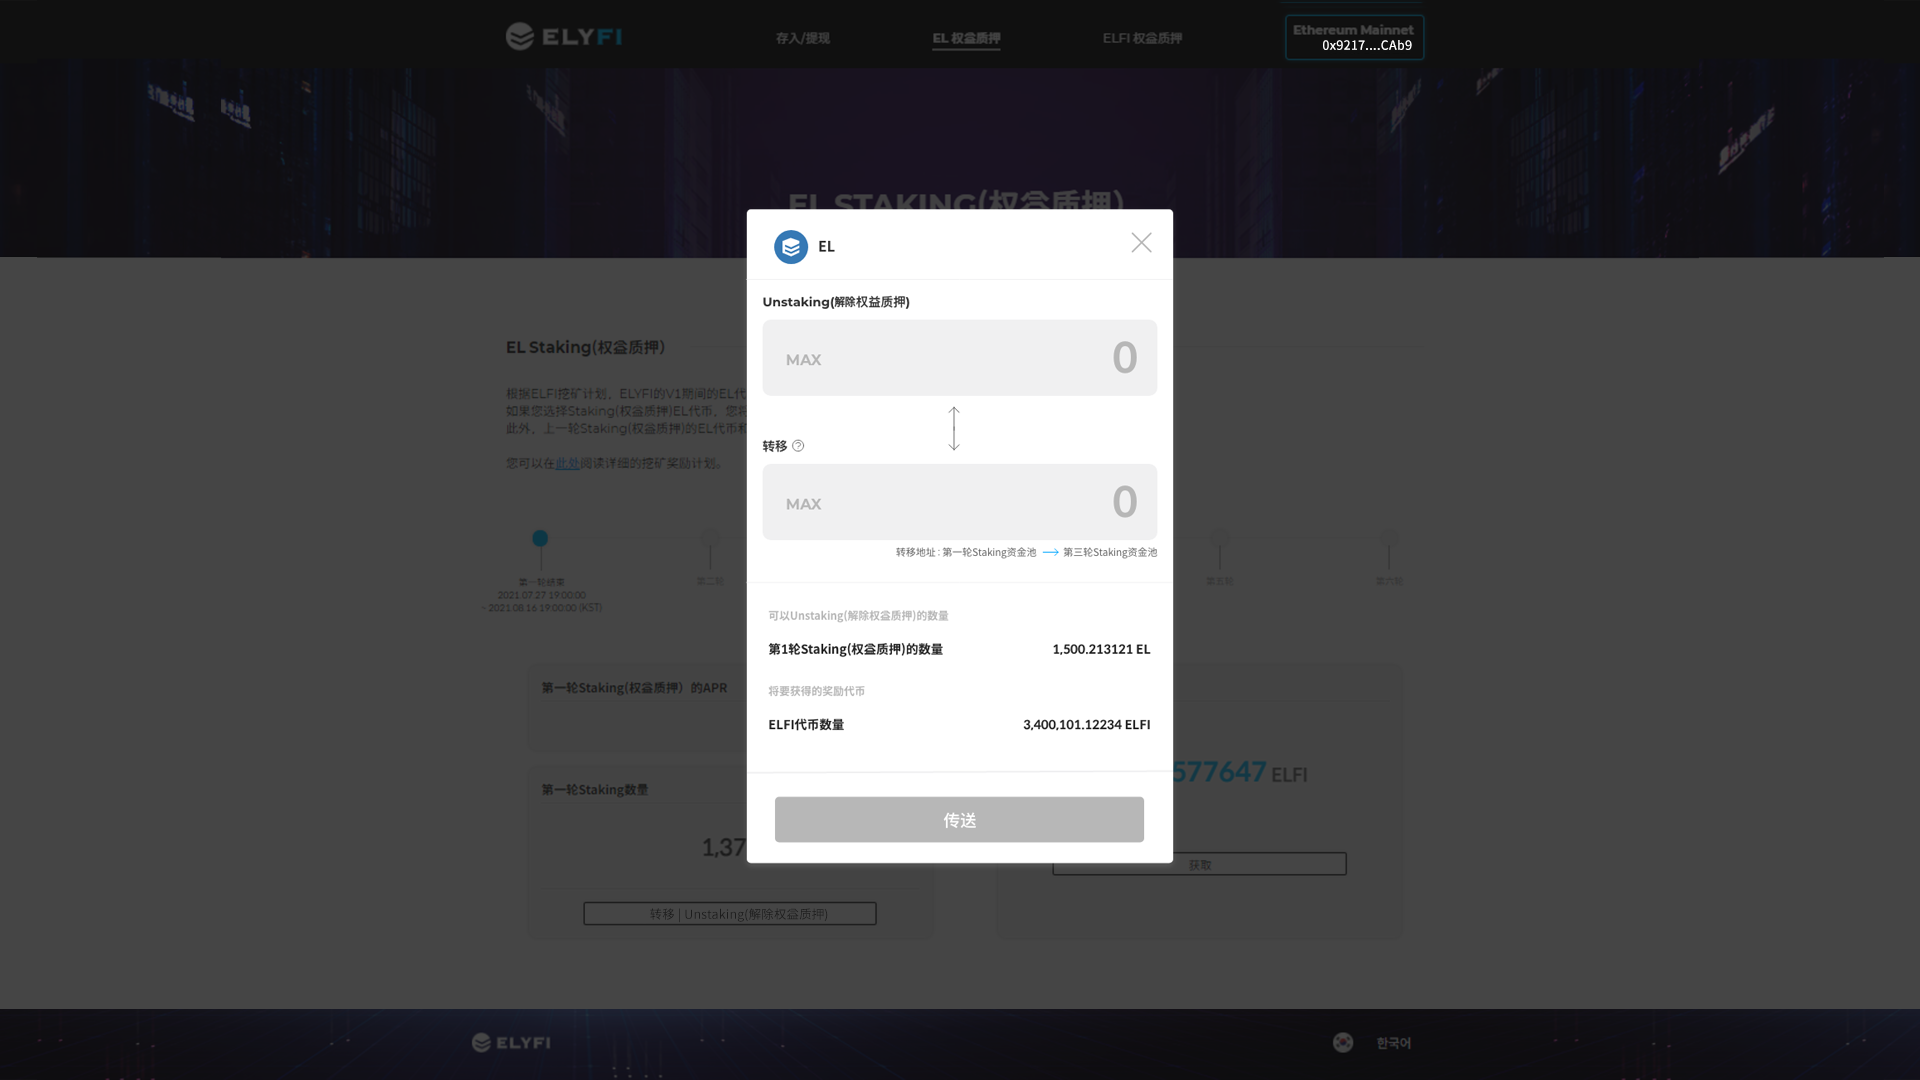 ELYFI
存入/提现
EL 权益质押
ELFI 权益质押
Ethereum Mainnet
0x9217....CAb9
EL STAKING(权益质押)
EL
Unstaking(解除权益质押)
MAX
0
转移
MAX
0
转移地址 : 第一轮Staking资金池 → 第三轮Staking资金池
可以Unstaking(解除权益质押)的数量
第1轮Staking(权益质押)的数量
1,500.213121 EL
将要获得的奖励代币
ELFI代币数量
3,400,101.12234 ELFI
传送
EL Staking(权益质押)
根据ELFI挖矿计划，ELYFI的V1期间的EL代
如果您选择Staking(权益质押)EL代币，您将
此外，上一轮Staking(权益质押)的EL代币和
您可以在此处阅读详细的挖矿奖励计划。
第一轮结束
2021.07.27 19:00:00
~ 2021.08.16 19:00:00 (KST)
第二轮
第五轮
第六轮
第一轮Staking(权益质押）的APR
第一轮Staking数量
1,37
转移 | Unstaking(解除权益质押)
577647 ELFI
获取
ELYFI
한국어